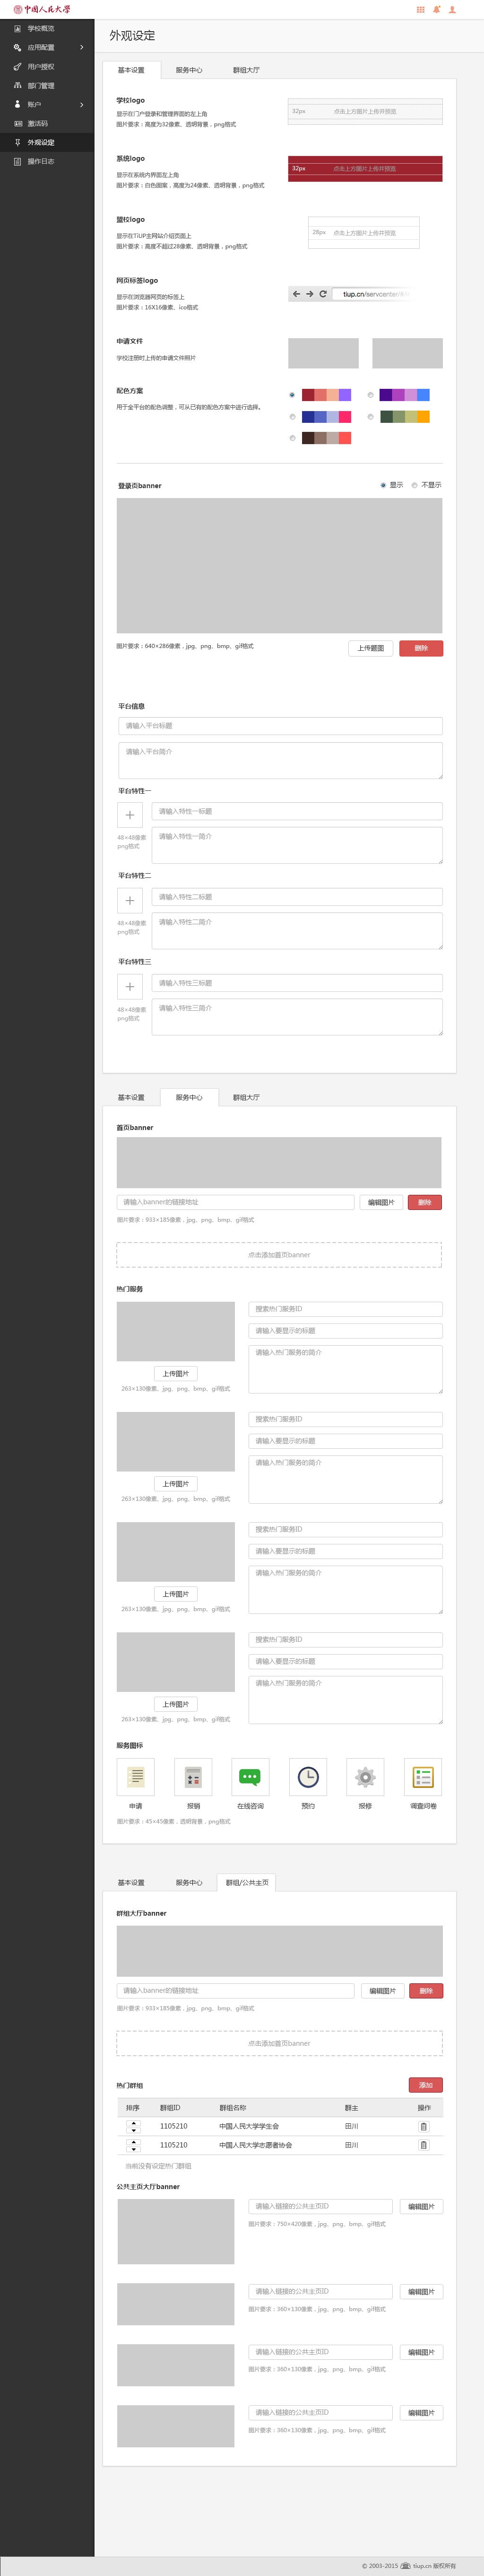 中国人民大学
学校概览
应用配置
用户授权
部门管理
账户
激活码
外观设定
操作日志
外观设定
基本设置
服务中心
群组大厅
学校logo
显示在门户登录和管理界面的左上角
图片要求：高度为32像素、透明背景，png格式
32px
点击上方图片上传并预览
系统logo
显示在系统内界面左上角
图片要求：白色图案，高度为24像素、透明背景，png格式
32px
点击上方图片上传并预览
盟校logo
显示在TiUP主网站介绍页面上
图片要求：高度不超过28像素、透明背景，png格式
28px
点击上方图片上传并预览
网页标签logo
显示在浏览器网页的标签上
图片要求：16X16像素、ico格式
tiup.cn/servcenter/
申请文件
学校注册时上传的申请文件照片
配色方案
用于全平台的配色调整，可从已有的配色方案中进行选择。
登录页banner
显示
不显示
图片要求：640×286像素，jpg、png、bmp、gif格式
上传题图
删除
平台信息
请输入平台标题
请输入平台简介
平台特性一
请输入特性一标题
48×48像素
png格式
请输入特性一简介
平台特性二
请输入特性二标题
48×48像素
png格式
请输入特性二简介
平台特性三
请输入特性三标题
48×48像素
png格式
请输入特性三简介
基本设置
服务中心
群组大厅
首页banner
请输入banner的链接地址
编辑图片
删除
图片要求：933×185像素，jpg、png、bmp、gif格式
点击添加首页banner
热门服务
搜索热门服务ID
请输入要显示的标题
请输入热门服务的简介
上传图片
263×130像素、jpg、png、bmp、gif格式
搜索热门服务ID
请输入要显示的标题
请输入热门服务的简介
上传图片
263×130像素、jpg、png、bmp、gif格式
搜索热门服务ID
请输入要显示的标题
请输入热门服务的简介
上传图片
263×130像素、jpg、png、bmp、gif格式
搜索热门服务ID
请输入要显示的标题
请输入热门服务的简介
上传图片
263×130像素、jpg、png、bmp、gif格式
服务图标
申请
报销
在线咨询
预约
报修
调查问卷
图片要求：45×45像素，透明背景，png格式
基本设置
服务中心
群组/公共主页
群组大厅banner
请输入banner的链接地址
编辑图片
删除
图片要求：933×185像素，jpg、png、bmp、gif格式
点击添加首页banner
热门群组
添加
排序
群组ID
群组名称
群主
操作
1105210
中国人民大学学生会
田川
1105210
中国人民大学志愿者协会
田川
当前没有设定热门群组
公共主页大厅banner
请输入链接的公共主页ID
编辑图片
图片要求：750×420像素，jpg、png、bmp、gif格式
请输入链接的公共主页ID
编辑图片
图片要求：360×130像素，jpg、png、bmp、gif格式
请输入链接的公共主页ID
编辑图片
图片要求：360×130像素，jpg、png、bmp、gif格式
请输入链接的公共主页ID
编辑图片
图片要求：360×130像素，jpg、png、bmp、gif格式
© 2003-2015 tiup.cn 版权所有